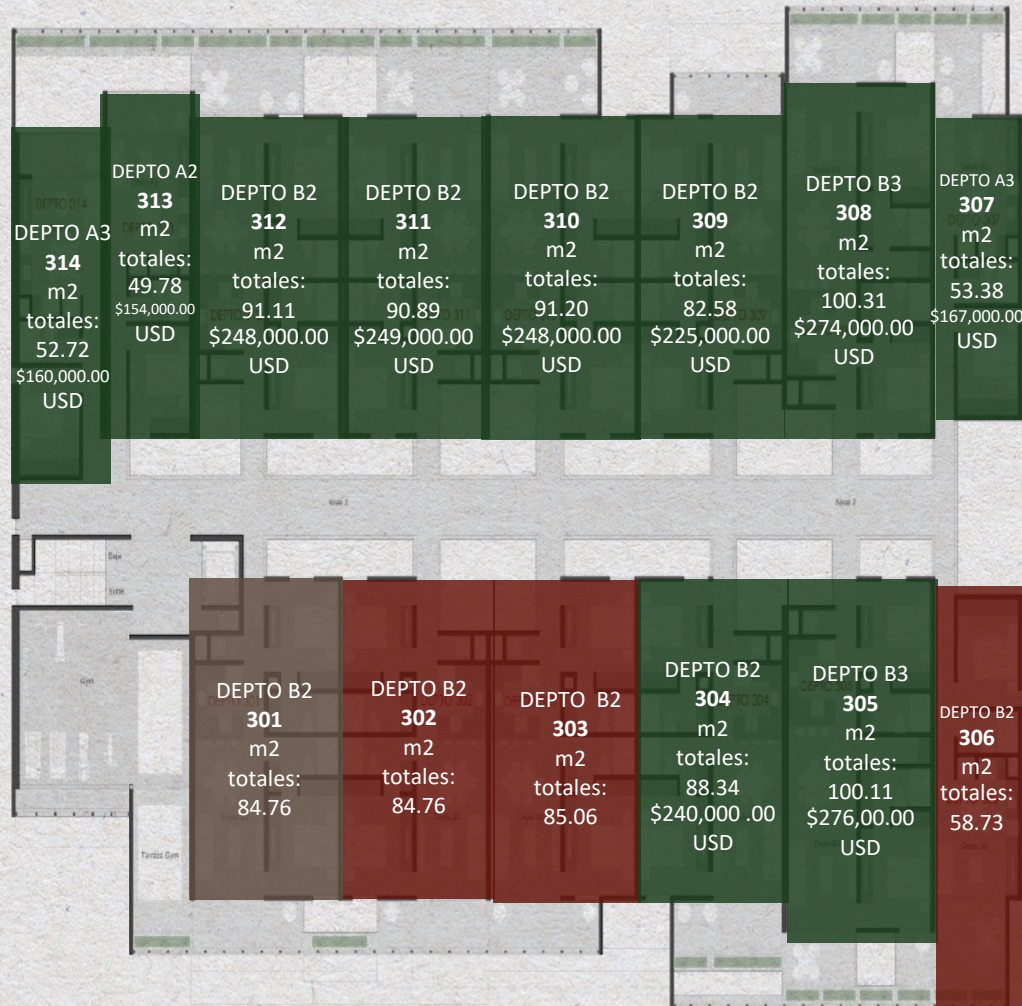 DEPTO A3
314
m2
totales:
52.72
$160,000.00
USD
DEPTO A2
313
m2
totales:
49.78
$154,000.00
USD
DEPTO B2
312
m2
totales:
91.11
$248,000.00
USD
DEPTO B2
311
m2
totales:
90.89
$249,000.00
USD
DEPTO B2
310
m2
totales:
91.20
$248,000.00
USD
DEPTO B2
309
m2
totales:
82.58
$225,000.00
USD
DEPTO B3
308
m2
totales:
100.31
$274,000.00
USD
DEPTO A3
307
m2
totales:
53.38
$167,000.00
USD
Baja
Sube
Gym
Terraza Gym
DEPTO B2
301
m2
totales:
84.76
DEPTO B2
302
m2
totales:
84.76
DEPTO B2
303
m2
totales:
85.06
DEPTO B2
304
m2
totales:
88.34
$240,000 .00
USD
DEPTO B3
305
m2
totales:
100.11
$276,00.00
USD
DEPTO B2
306
m2
totales:
58.73